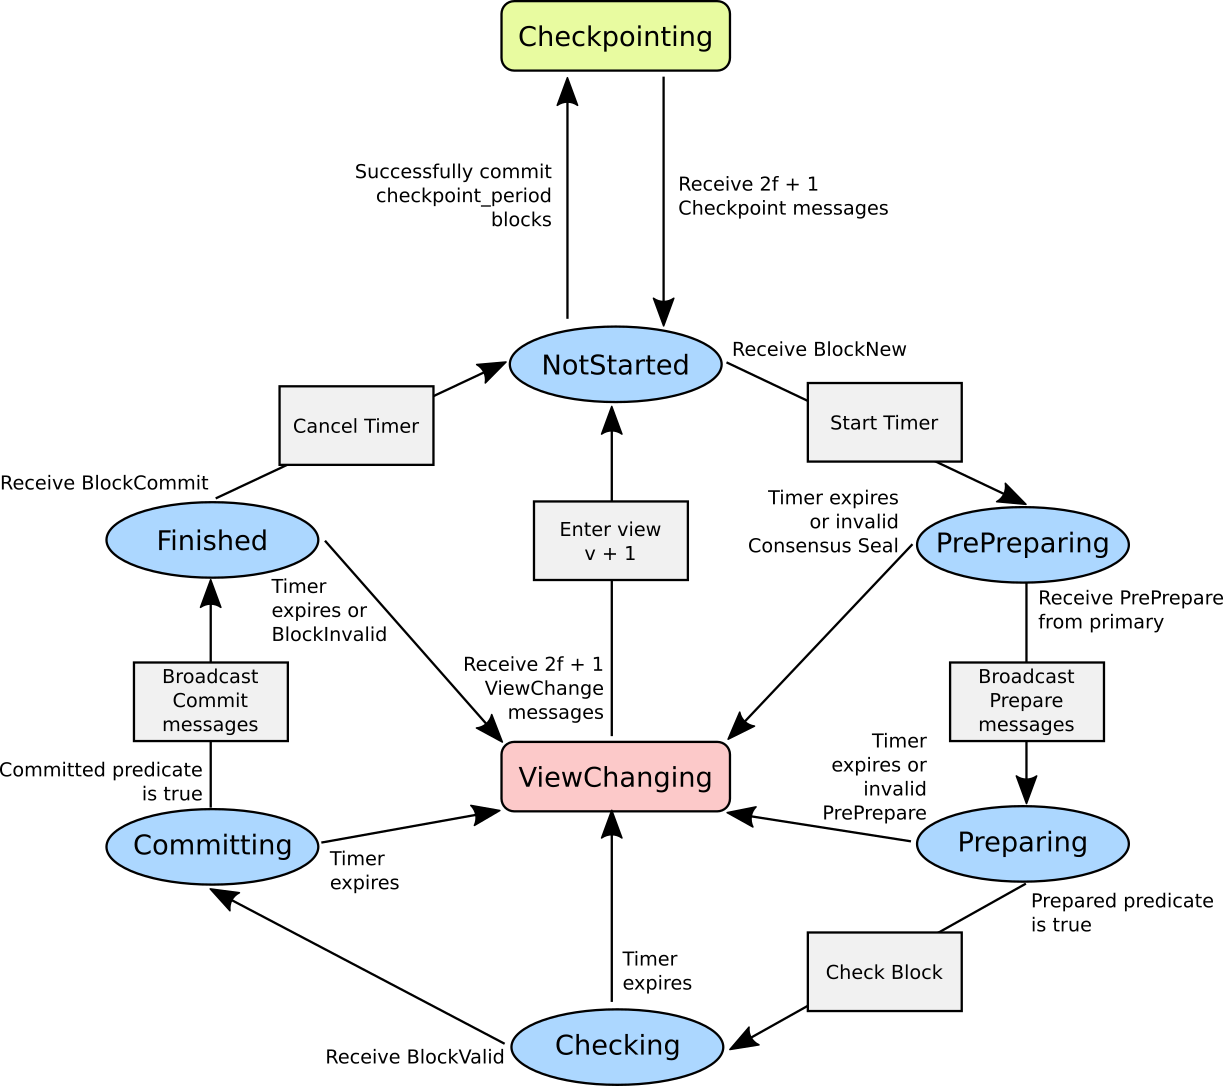 Checkpointing
Successfully commit
checkpoint_period
blocks
Receive 2f + 1
Checkpoint messages
NotStarted
Receive BlockNew
Cancel Timer
Start Timer
Receive BlockCommit
Finished
Enter view
v + 1
Timer expires
or invalid
Consensus Seal
PrePreparing
Timer
expires or
BlockInvalid
Receive PrePrepare
from primary
Broadcast
Commit
messages
Receive 2f + 1
ViewChange
messages
Broadcast
Prepare
messages
Committed predicate
is true
ViewChanging
Timer
expires or
invalid
PrePrepare
Committing
Timer
expires
Preparing
Prepared predicate
is true
Timer
expires
Check Block
Receive BlockValid
Checking